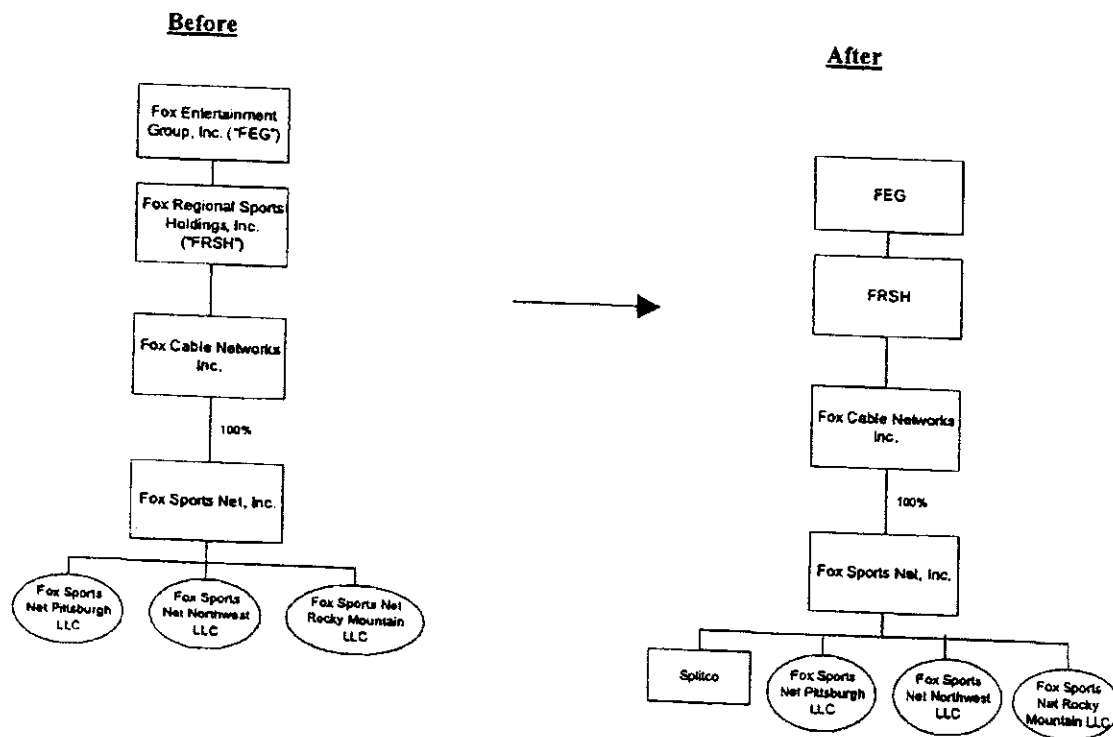 Before
Fox Entertainment
Group, Inc. ("FEG")
Fox Regional Sports
Holdings, Inc.
("FRSH")
Fox Cable Networks
Inc.
100%
Fox Sports Net, Inc.
Fox Sports
Net Pittsburgh
LLC
Fox Sports
Net Northwest
LLC
Fox Sports Net
Rocky Mountain
LLC
After
FEG
FRSH
Fox Cable Networks
Inc.
100%
Fox Sports Net, Inc.
Splitco
Fox Sports
Net Pittsburgh
LLC
Fox Sports
Net Northwest
LLC
Fox Sports
Net Rocky
Mountain LLC